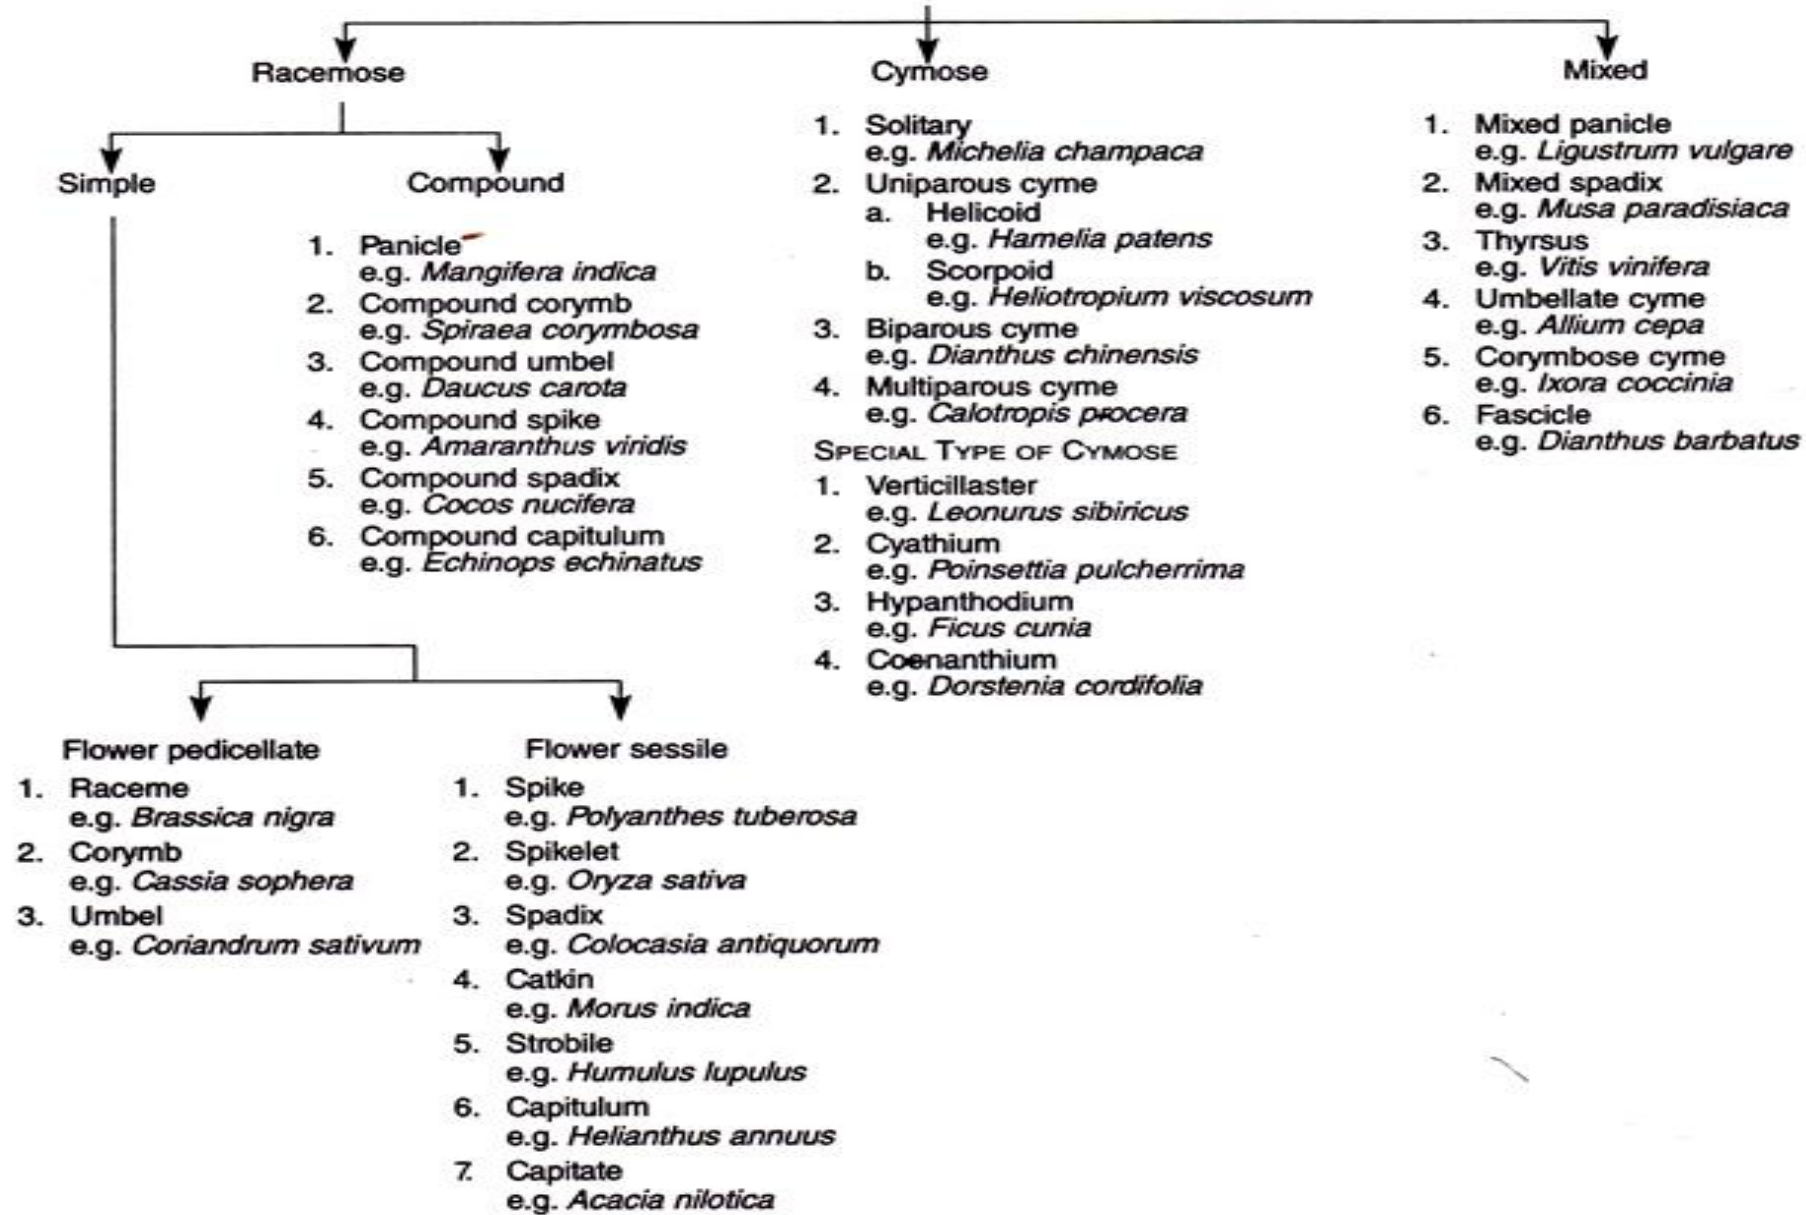 Racemose
Simple
Compound
1. Panicle
e.g. Mangifera indica
2. Compound corymb
e.g. Spiraea corymbosa
3. Compound umbel
e.g. Daucus carota
4. Compound spike
e.g. Amaranthus viridis
5. Compound spadix
e.g. Cocos nucifera
6. Compound capitulum
e.g. Echinops echinatus
Flower pedicellate
1. Raceme
e.g. Brassica nigra
2. Corymb
e.g. Cassia sophera
3. Umbel
e.g. Coriandrum sativum
Flower sessile
1. Spike
e.g. Polyanthes tuberosa
2. Spikelet
e.g. Oryza sativa
3. Spadix
e.g. Colocasia antiquorum
4. Catkin
e.g. Morus indica
5. Strobile
e.g. Humulus lupulus
6. Capitulum
e.g. Helianthus annuus
7. Capitate
e.g. Acacia nilotica
Cymose
1. Solitary
e.g. Michelia champaca
2. Uniparous cyme
a. Helicoid
e.g. Hamelia patens
b. Scorpoid
e.g. Heliotropium viscosum
3. Biparous cyme
e.g. Dianthus chinensis
4. Multiparous cyme
e.g. Calotropis procera
SPECIAL TYPE OF CYMOSE
1. Verticillaster
e.g. Leonurus sibiricus
2. Cyathium
e.g. Poinsettia pulcherrima
3. Hypanthodium
e.g. Ficus cunia
4. Coenanthium
e.g. Dorstenia cordifolia
Mixed
1. Mixed panicle
e.g. Ligustrum vulgare
2. Mixed spadix
e.g. Musa paradisiaca
3. Thyrsus
e.g. Vitis vinifera
4. Umbellate cyme
e.g. Allium cepa
5. Corymbose cyme
e.g. Ixora coccinia
6. Fascicle
e.g. Dianthus barbatus